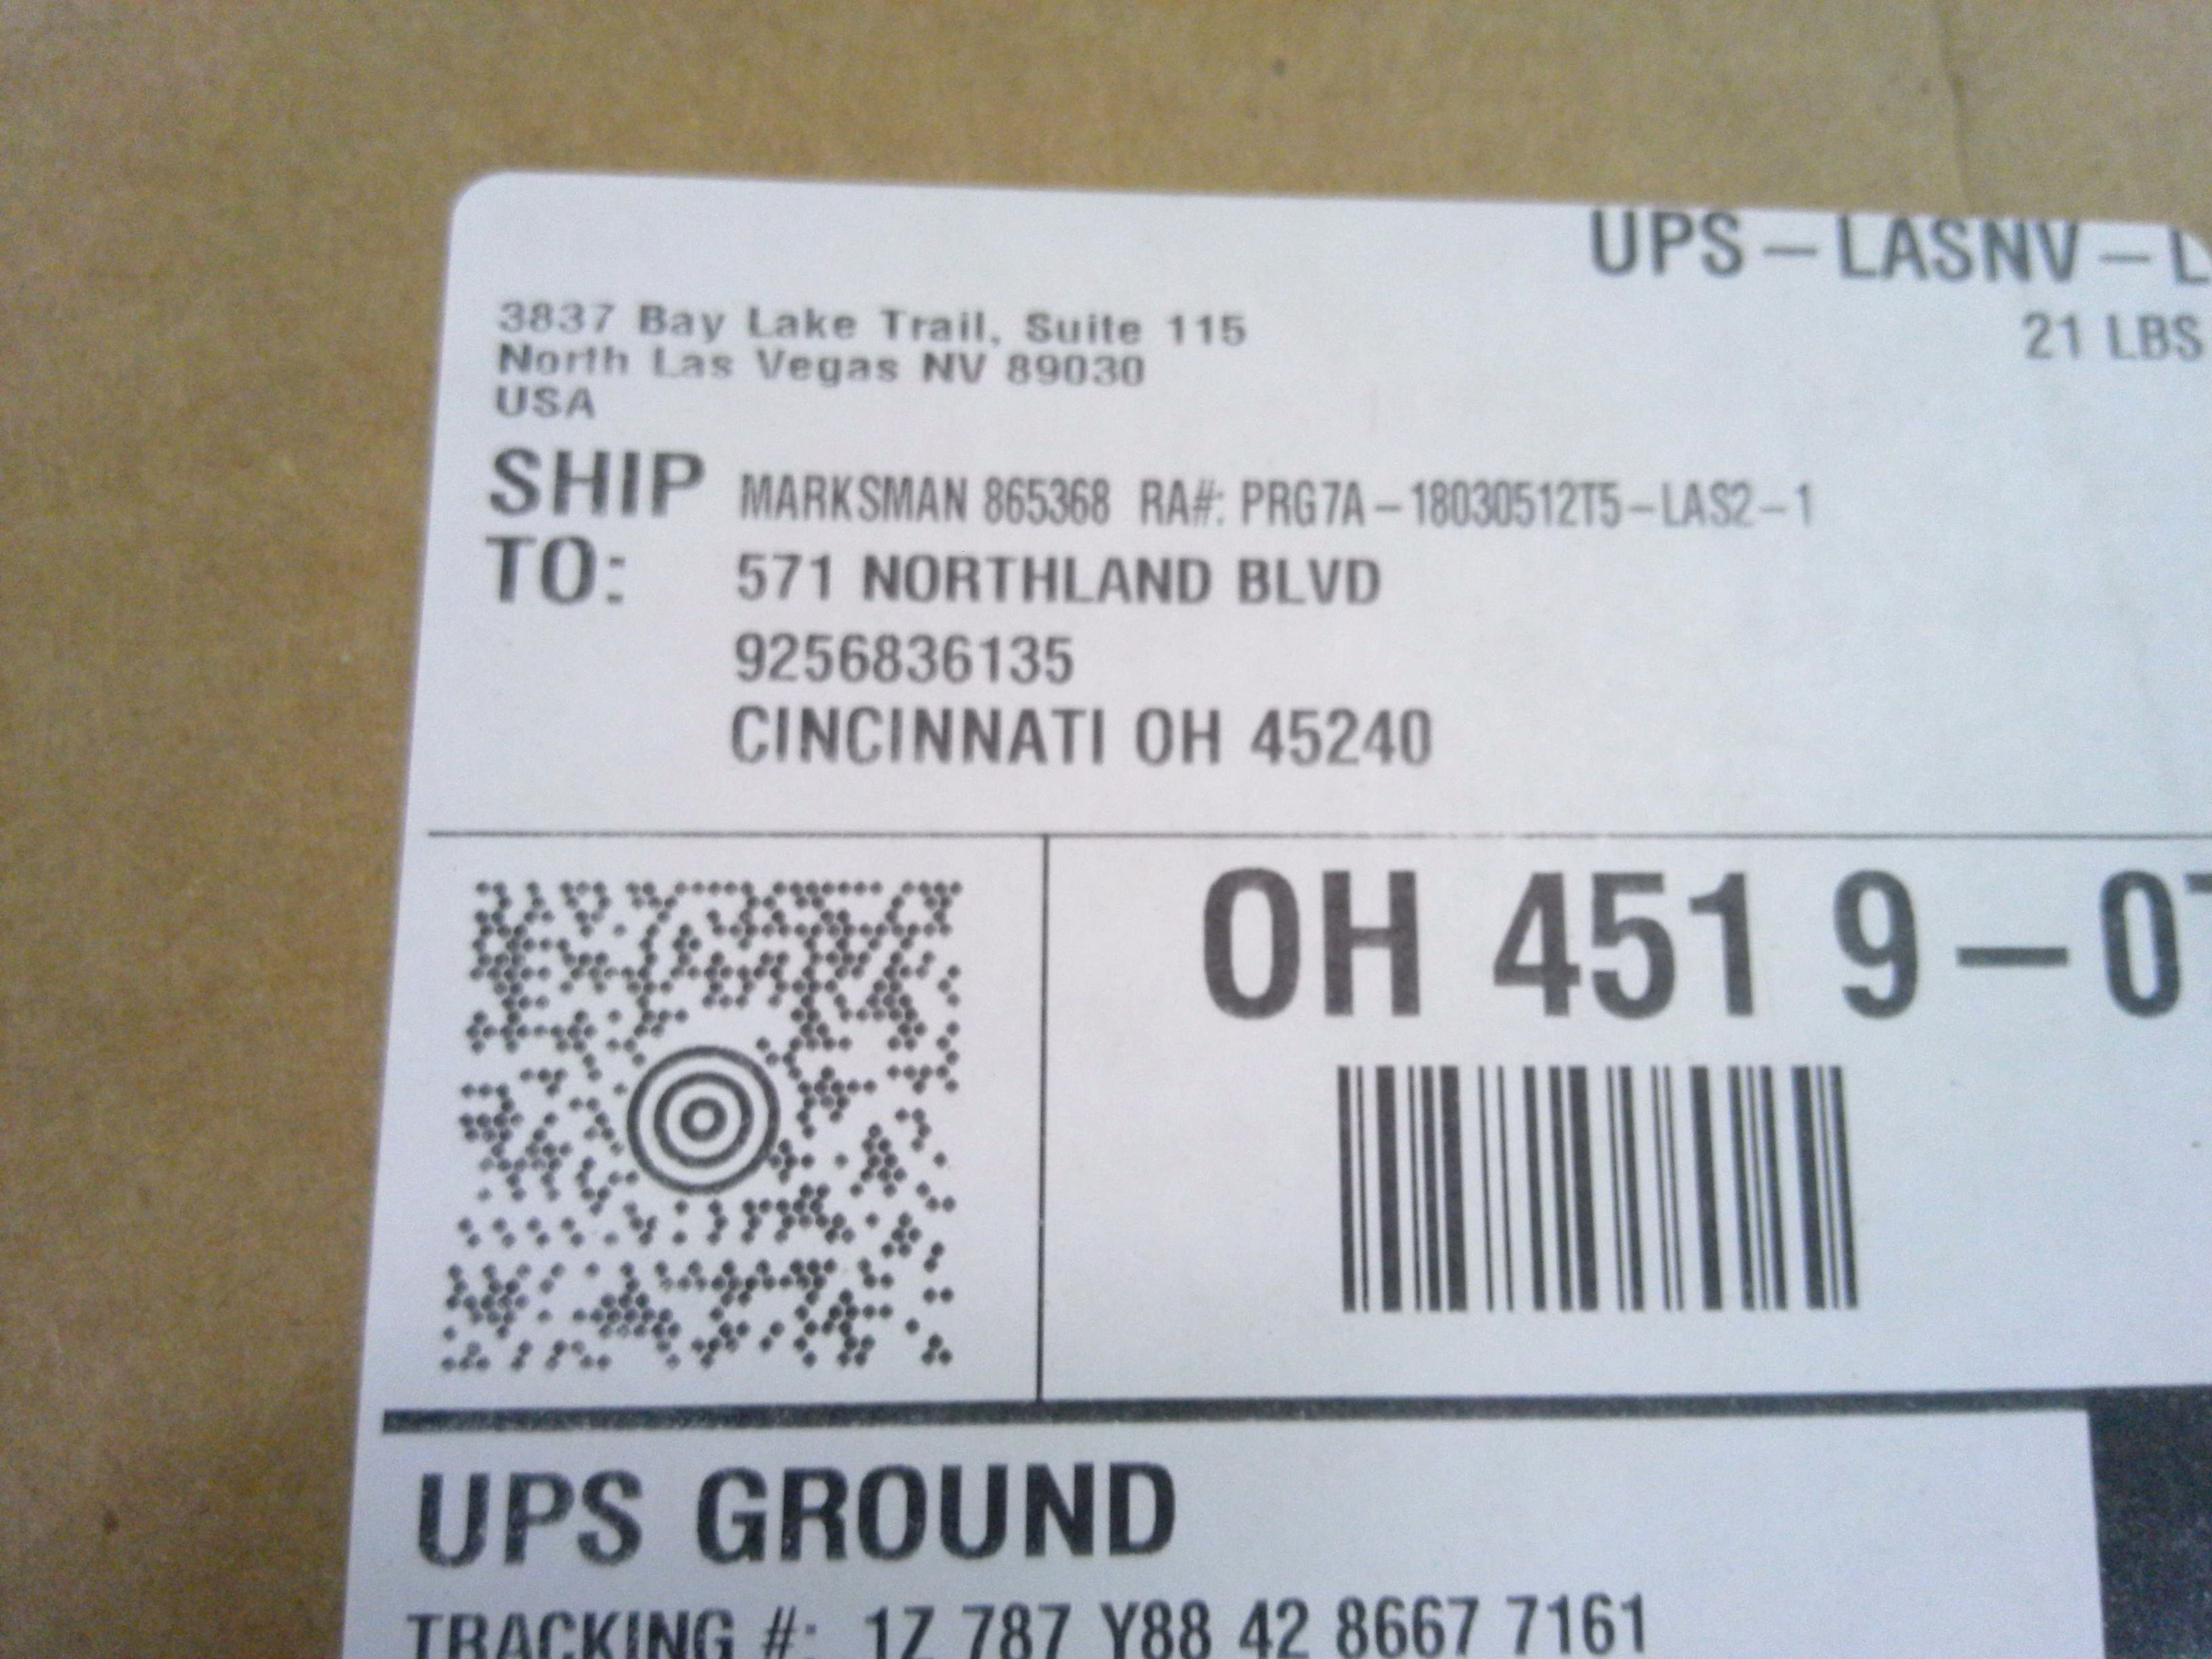 UPS – LASNV – L
21 LBS
3837 Bay Lake Trail, Suite 115
North Las Vegas NV 89030
USA
SHIP TO: MARKSMAN 865368 RA#: PRG7A–18030512T5–LAS2–1
571 NORTHLAND BLVD
9256836135
CINCINNATI OH 45240
OH 451 9–0
UPS GROUND
TRACKING #: 1Z 787 Y88 42 8667 7161